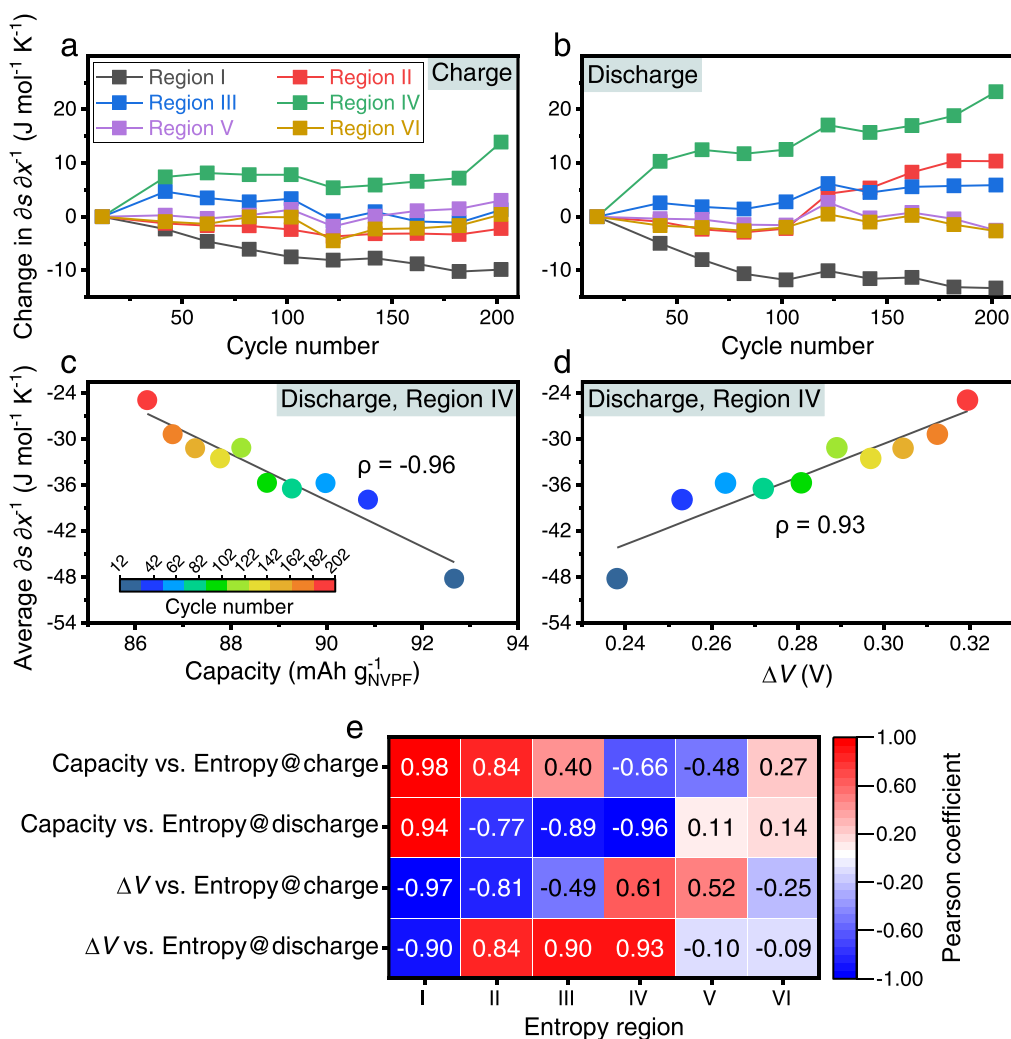 a
b
Change in ∂s ∂x⁻¹ (J mol⁻¹ K⁻¹)
Region I
Region II
Region III
Region IV
Region V
Region VI
Charge
Discharge
20
10
0
-10
20
10
0
-10
50
100
150
200
50
100
150
200
Cycle number
Cycle number
c
d
Average ∂s ∂x⁻¹ (J mol⁻¹ K⁻¹)
-24
-30
-36
-42
-48
-54
Discharge, Region IV
ρ = -0.96
12 42 62 82 102 122 142 162 182 202
Cycle number
86
88
90
92
94
Capacity (mAh g⁻¹NVPF)
-24
-30
-36
-42
-48
-54
Discharge, Region IV
ρ = 0.93
0.24
0.26
0.28
0.30
0.32
ΔV (V)
e
Capacity vs. Entropy@charge
0.98 0.84 0.40 -0.66 -0.48 0.27
Capacity vs. Entropy@discharge
0.94 -0.77 -0.89 -0.96 0.11 0.14
ΔV vs. Entropy@charge
-0.97 -0.81 -0.49 0.61 0.52 -0.25
ΔV vs. Entropy@discharge
-0.90 0.84 0.90 0.93 -0.10 -0.09
I II III IV V VI
Entropy region
1.00
0.60
0.20
-0.20
-0.60
-1.00
Pearson coefficient